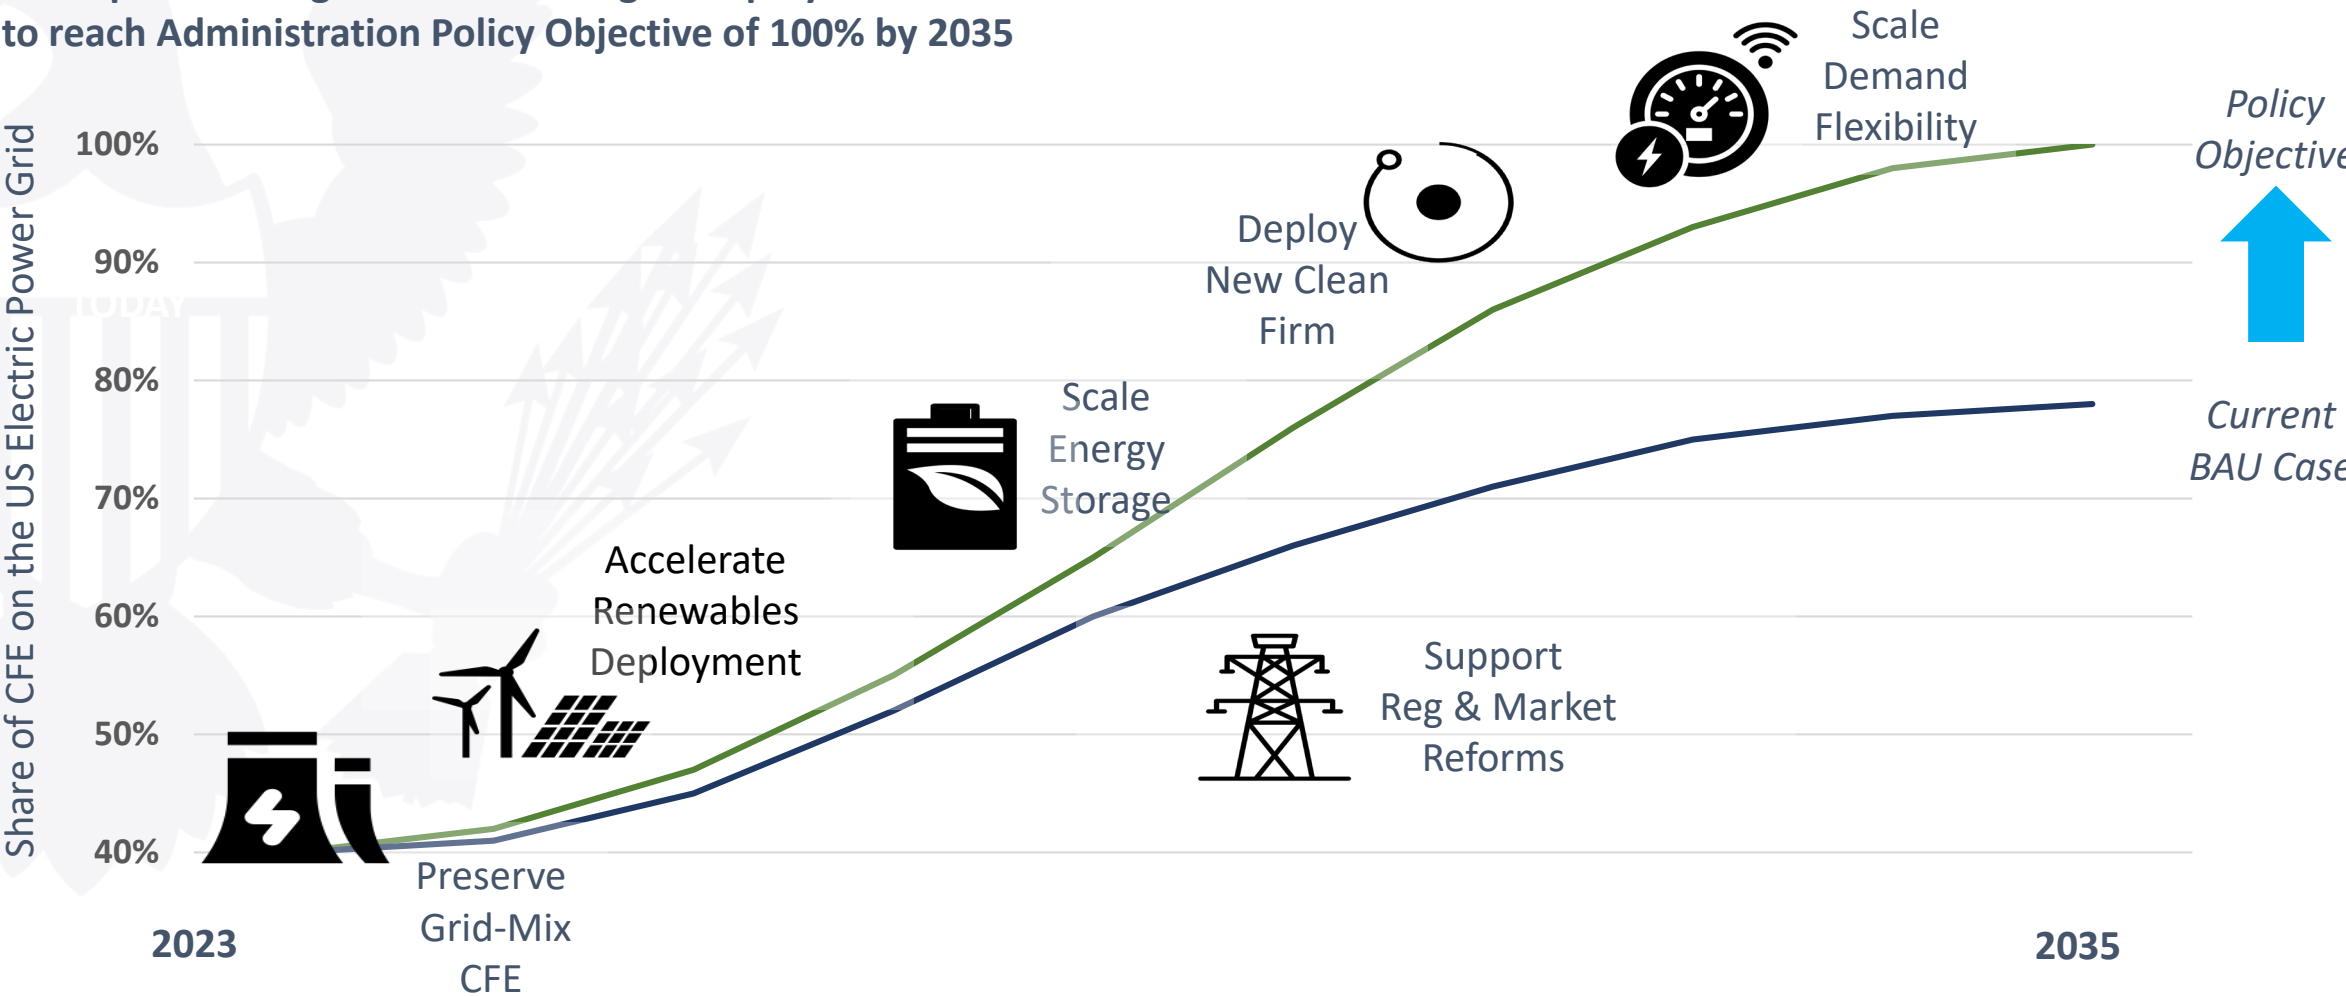 to reach Administration Policy Objective of 100% by 2035
Share of CFE on the US Electric Power Grid
100%
90%
80%
70%
60%
50%
40%
TODAY
2023
2035
Preserve
Grid-Mix
CFE
Accelerate
Renewables
Deployment
Scale
Energy
Storage
Deploy
New Clean
Firm
Scale
Demand
Flexibility
Support
Reg & Market
Reforms
Policy
Objective
Current
BAU Case